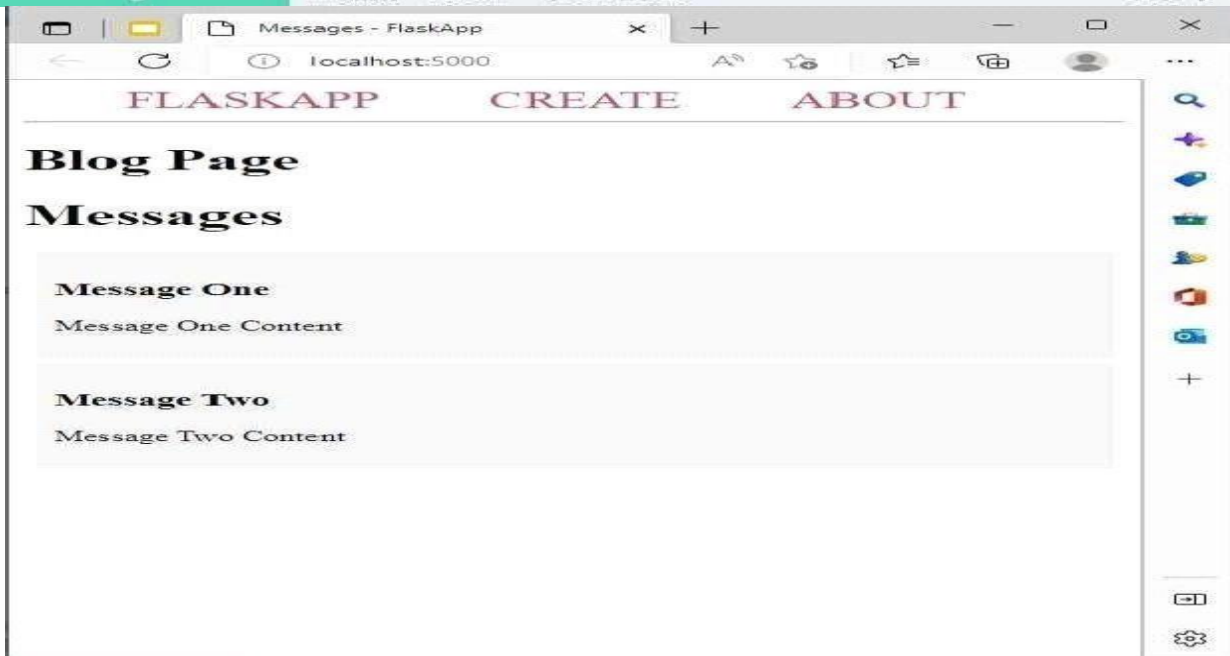 Messages - FlaskApp
localhost:5000
FLASKAPP CREATE ABOUT
Blog Page
Messages
Message One
Message One Content
Message Two
Message Two Content